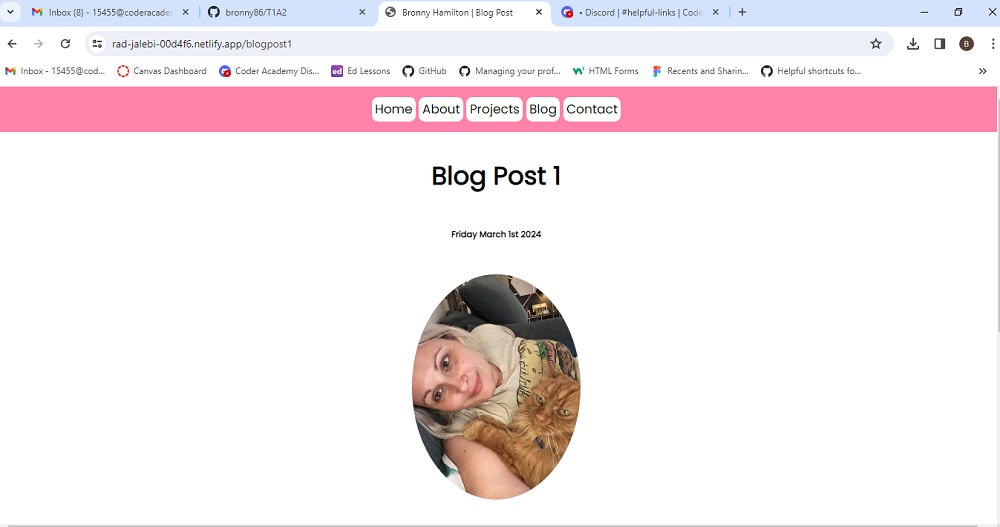 Inbox (8) - 15455@coderacader
bronny86/T1A2
Bronny Hamilton | Blog Post
• Discord | #helpful-links | Code
rad-jalebi-00d4f6.netlify.app/blogpost1
B
Inbox - 15455@cod...
Canvas Dashboard
Coder Academy Dis...
ed
Ed Lessons
GitHub
Managing your prof...
HTML Forms
Recents and Sharin...
Helpful shortcuts fo...
Home
About
Projects
Blog
Contact
Blog Post 1
Friday March 1st 2024